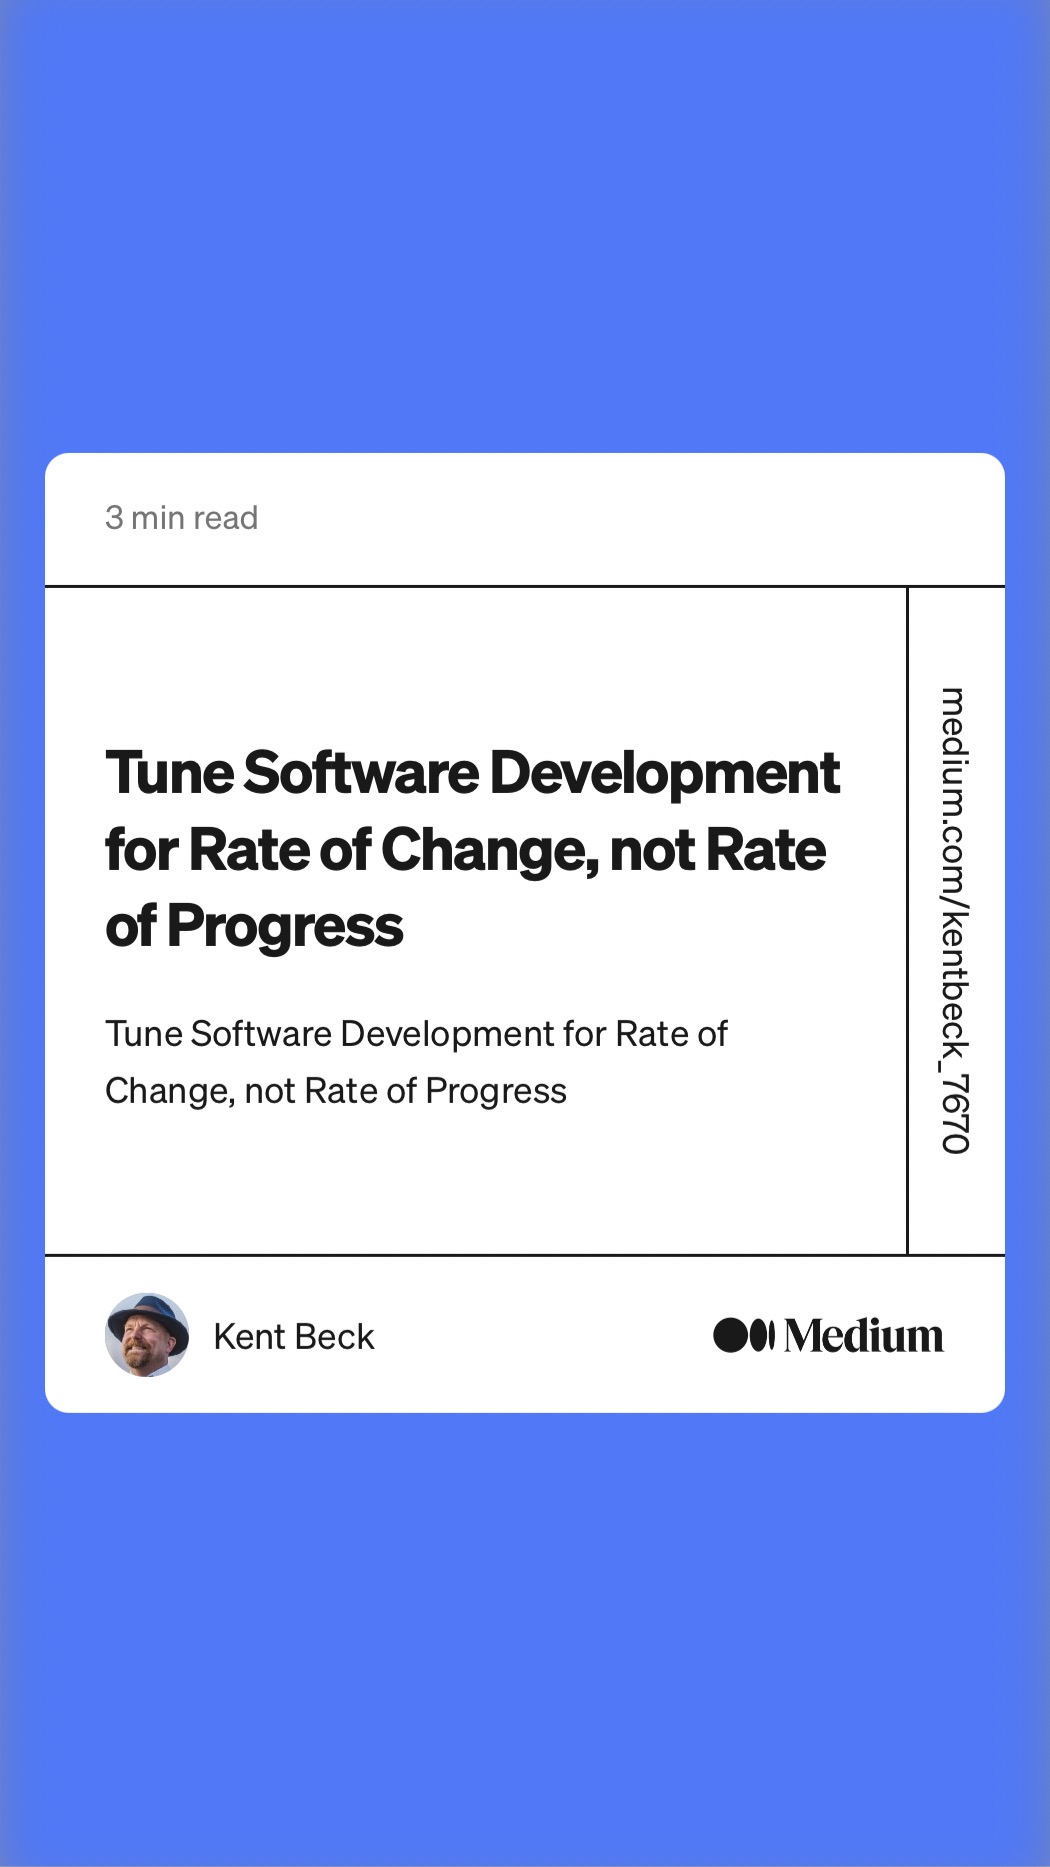 3 min read
Tune Software Development
for Rate of Change, not Rate
of Progress
Tune Software Development for Rate of
Change, not Rate of Progress
medium.com/kentbeck_7670
Kent Beck
Medium